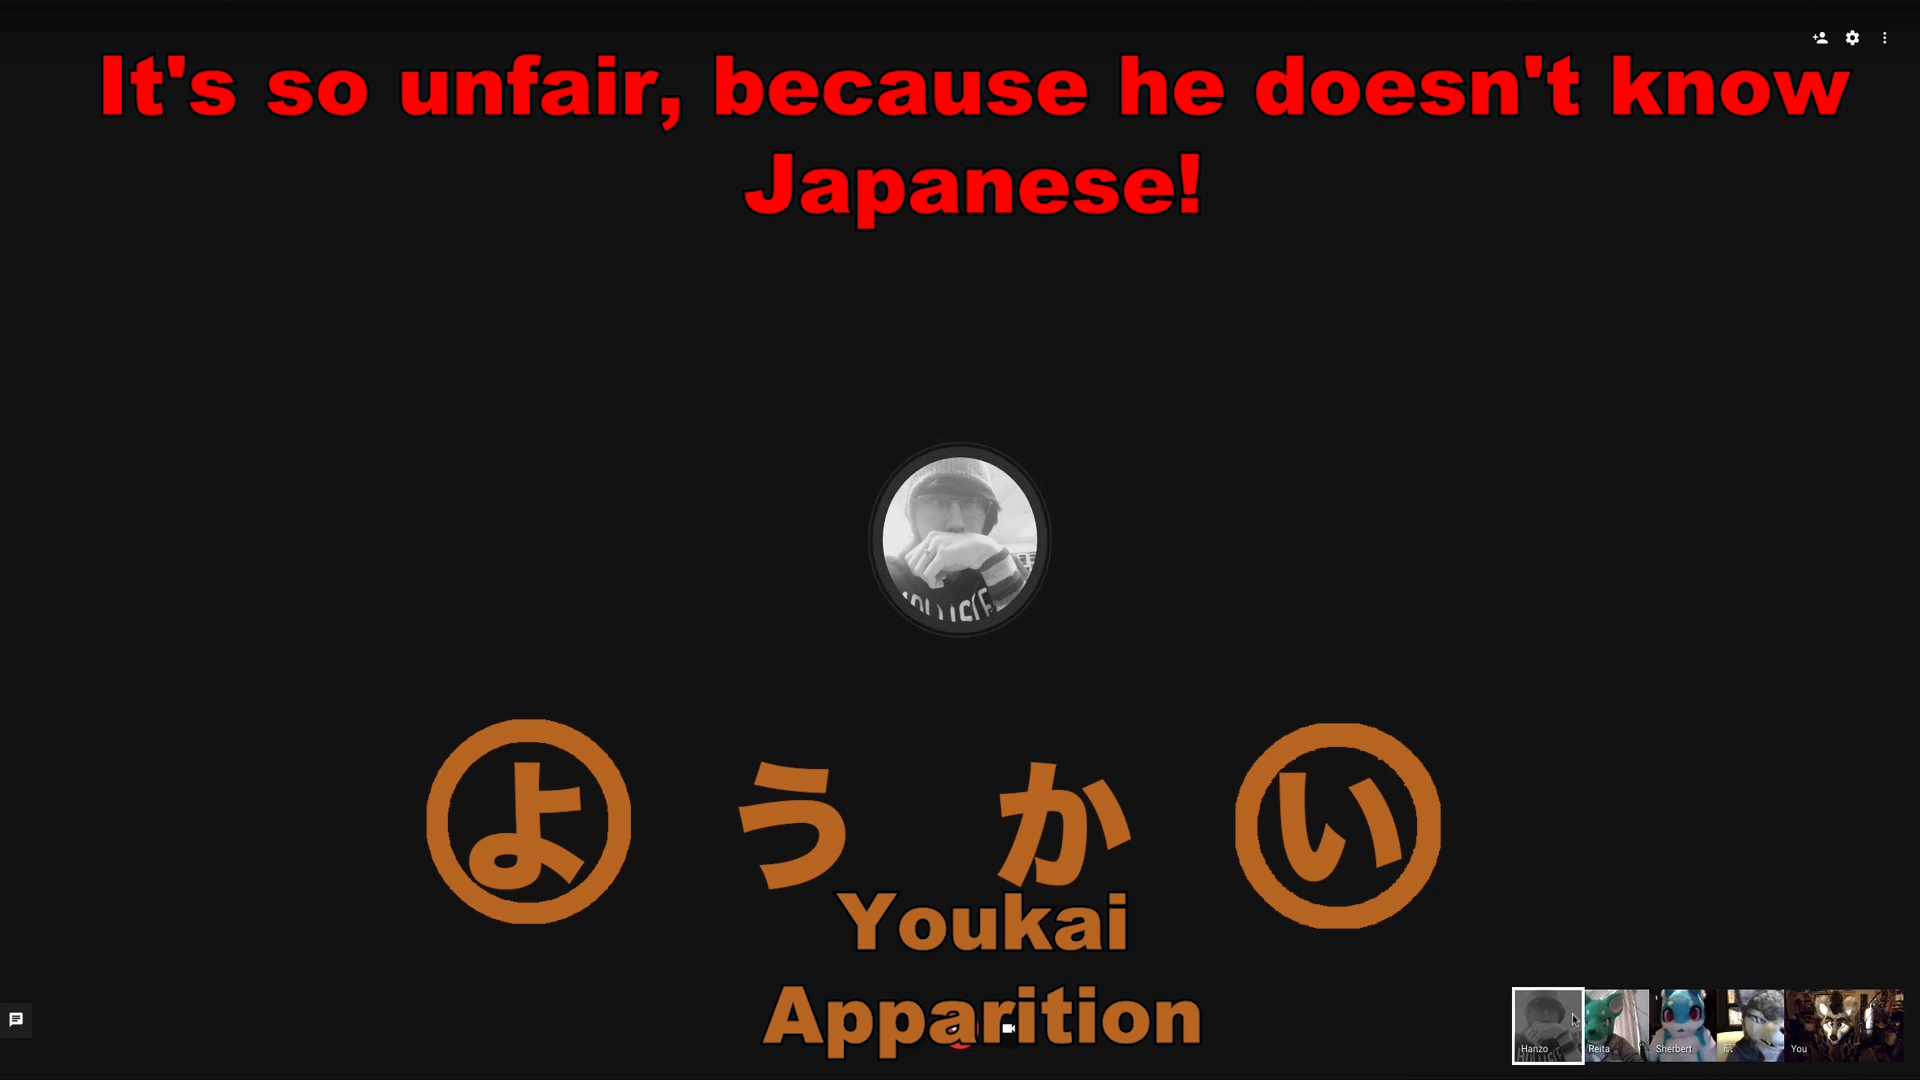 It's so unfair, because he doesn't know
Japanese!
よ う か い
Youkai
Apparition
Hanzo
Reita
Sherbert
You